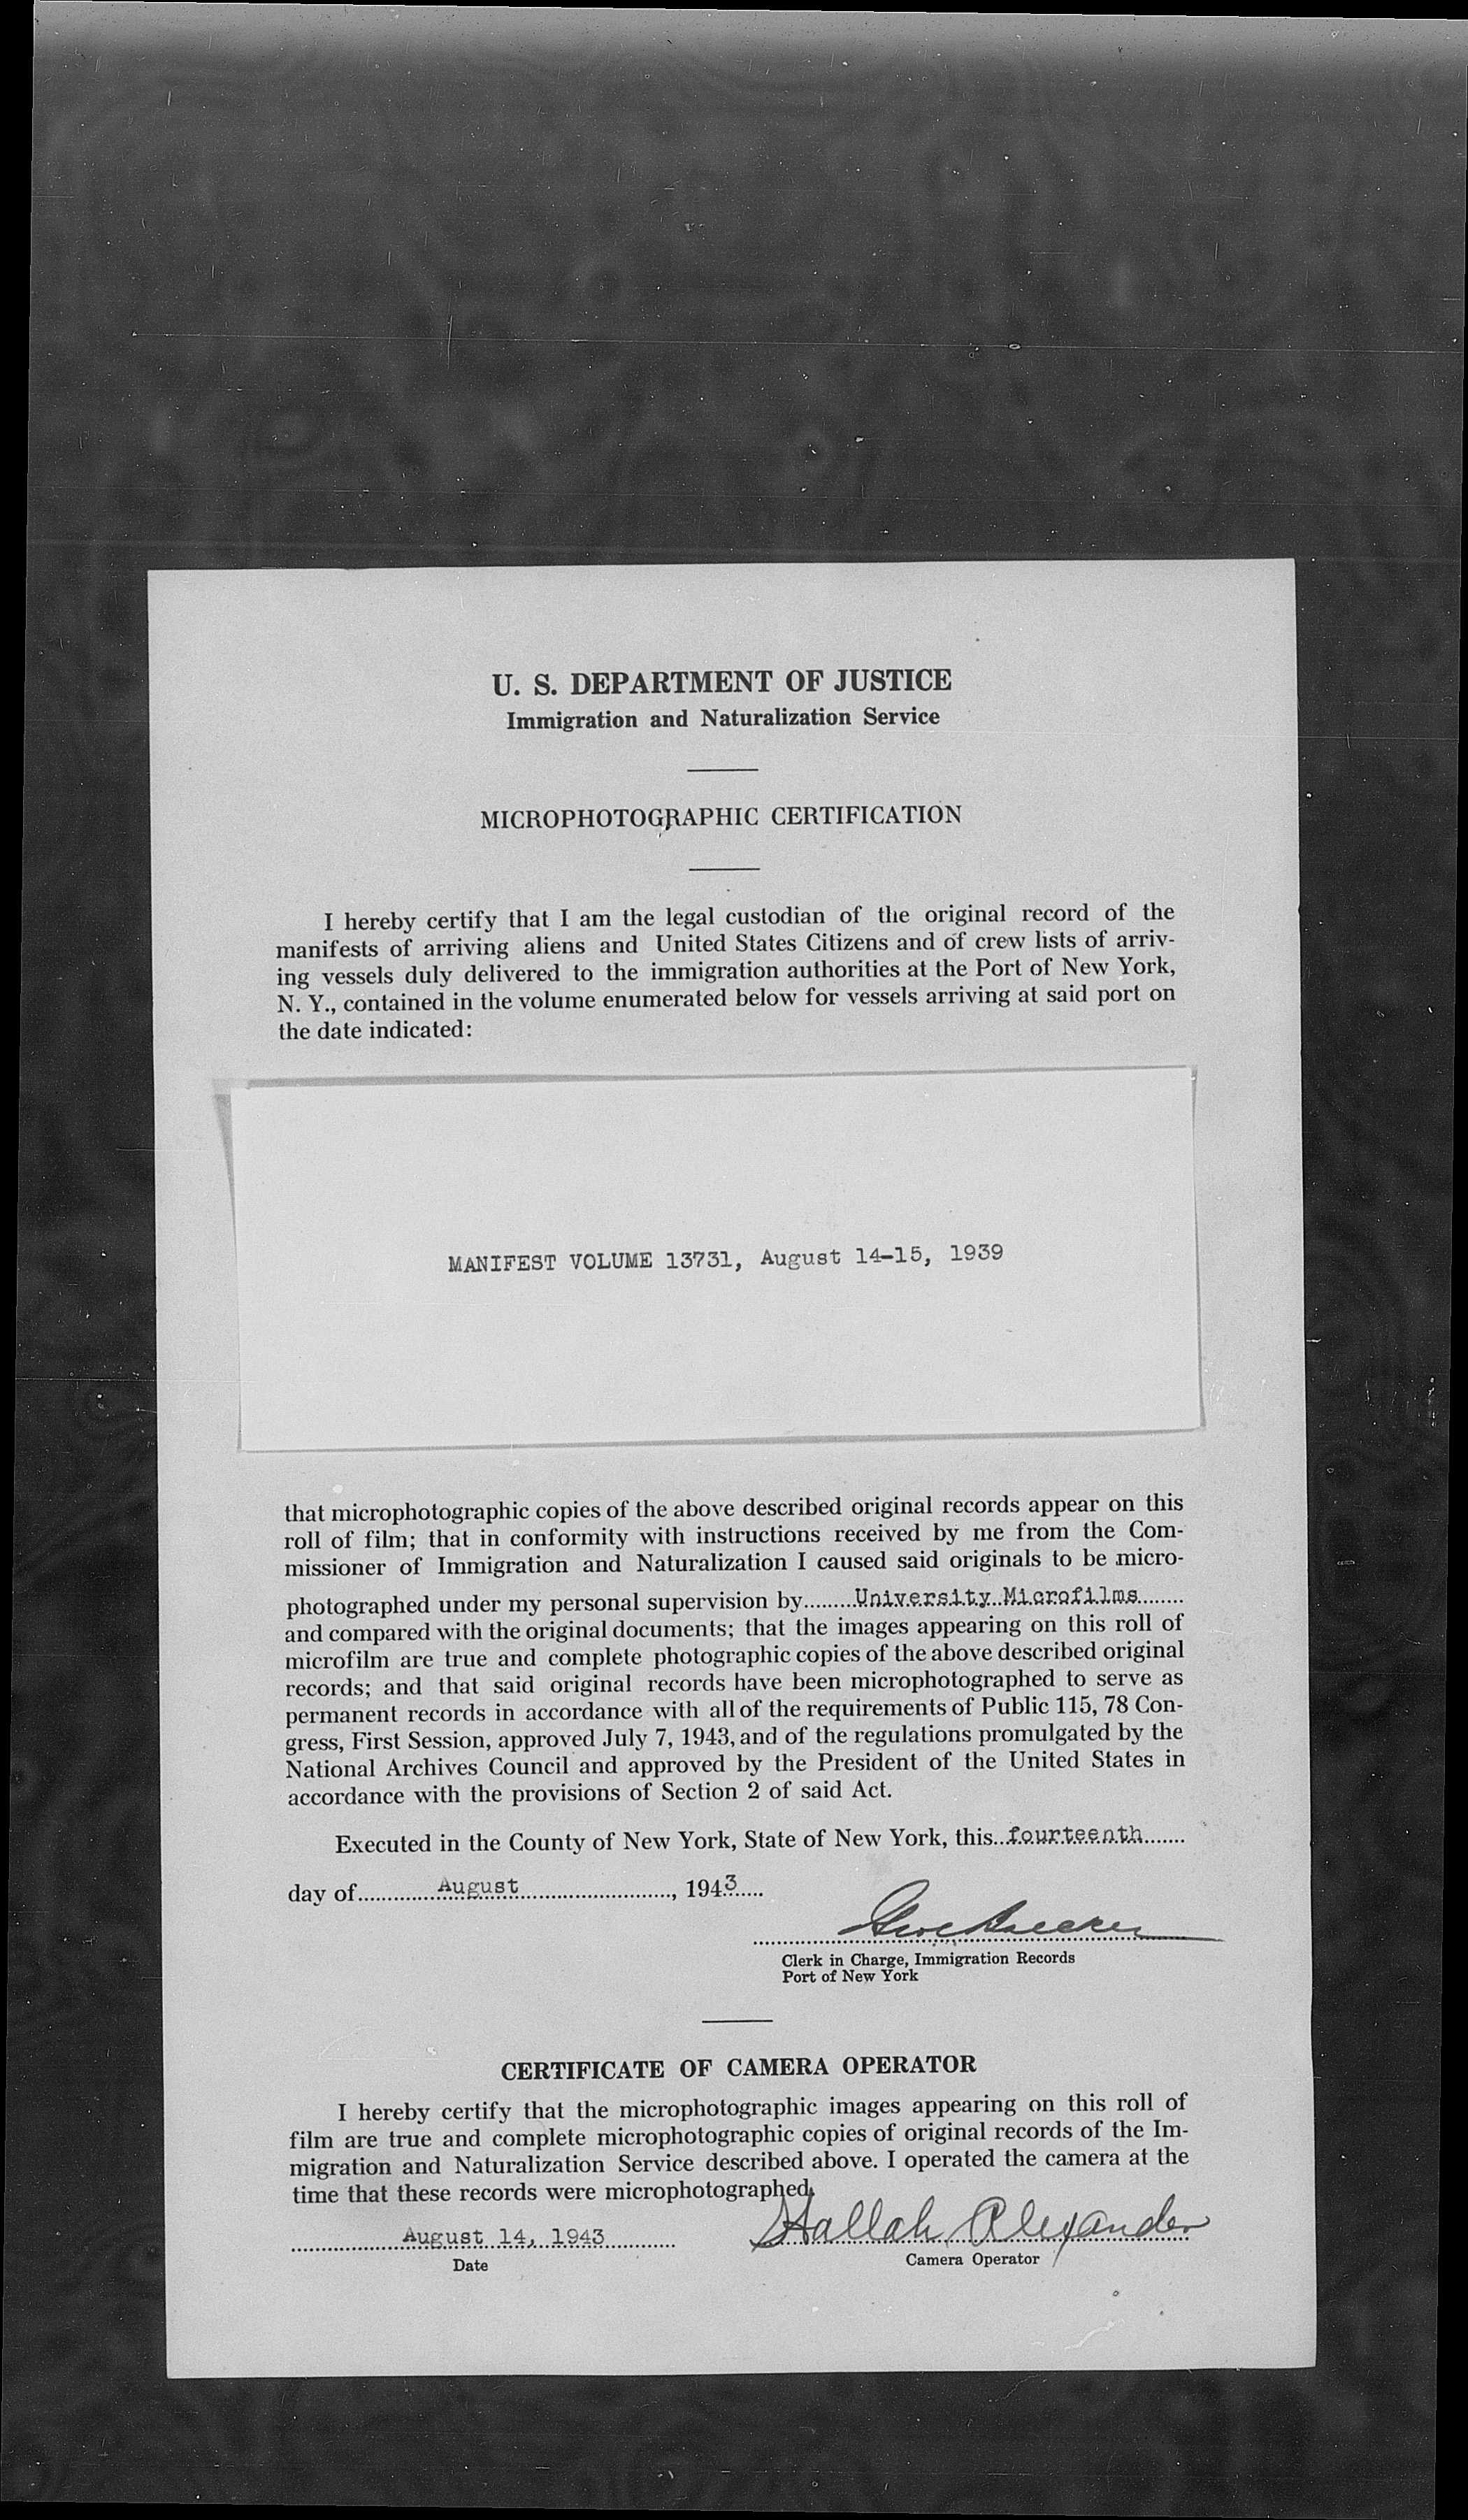 U. S. DEPARTMENT OF JUSTICE
Immigration and Naturalization Service
MICROPHOTOGRAPHIC CERTIFICATION
I hereby certify that I am the legal custodian of the original record of the
manifests of arriving aliens and United States Citizens and of crew lists of arriv-
ing vessels duly delivered to the immigration authorities at the Port of New York,
N. Y., contained in the volume enumerated below for vessels arriving at said port on
the date indicated:
MANIFEST VOLUME 13731, August 14-15, 1939
that microphotographic copies of the above described original records appear on this
roll of film; that in conformity with instructions received by me from the Com-
missioner of Immigration and Naturalization I caused said originals to be micro-
photographed under my personal supervision by University Microfilms
and compared with the original documents; that the images appearing on this roll of
microfilm are true and complete photographic copies of the above described original
records; and that said original records have been microphotographed to serve as
permanent records in accordance with all of the requirements of Public 115, 78 Con-
gress, First Session, approved July 7, 1943, and of the regulations promulgated by the
National Archives Council and approved by the President of the United States in
accordance with the provisions of Section 2 of said Act.
Executed in the County of New York, State of New York, this fourteenth
day of August, 1943
Clerk in Charge, Immigration Records
Port of New York
CERTIFICATE OF CAMERA OPERATOR
I hereby certify that the microphotographic images appearing on this roll of
film are true and complete microphotographic copies of original records of the Im-
migration and Naturalization Service described above. I operated the camera at the
time that these records were microphotographed.
August 14, 1943 Hallah Alexander
Date Camera Operator